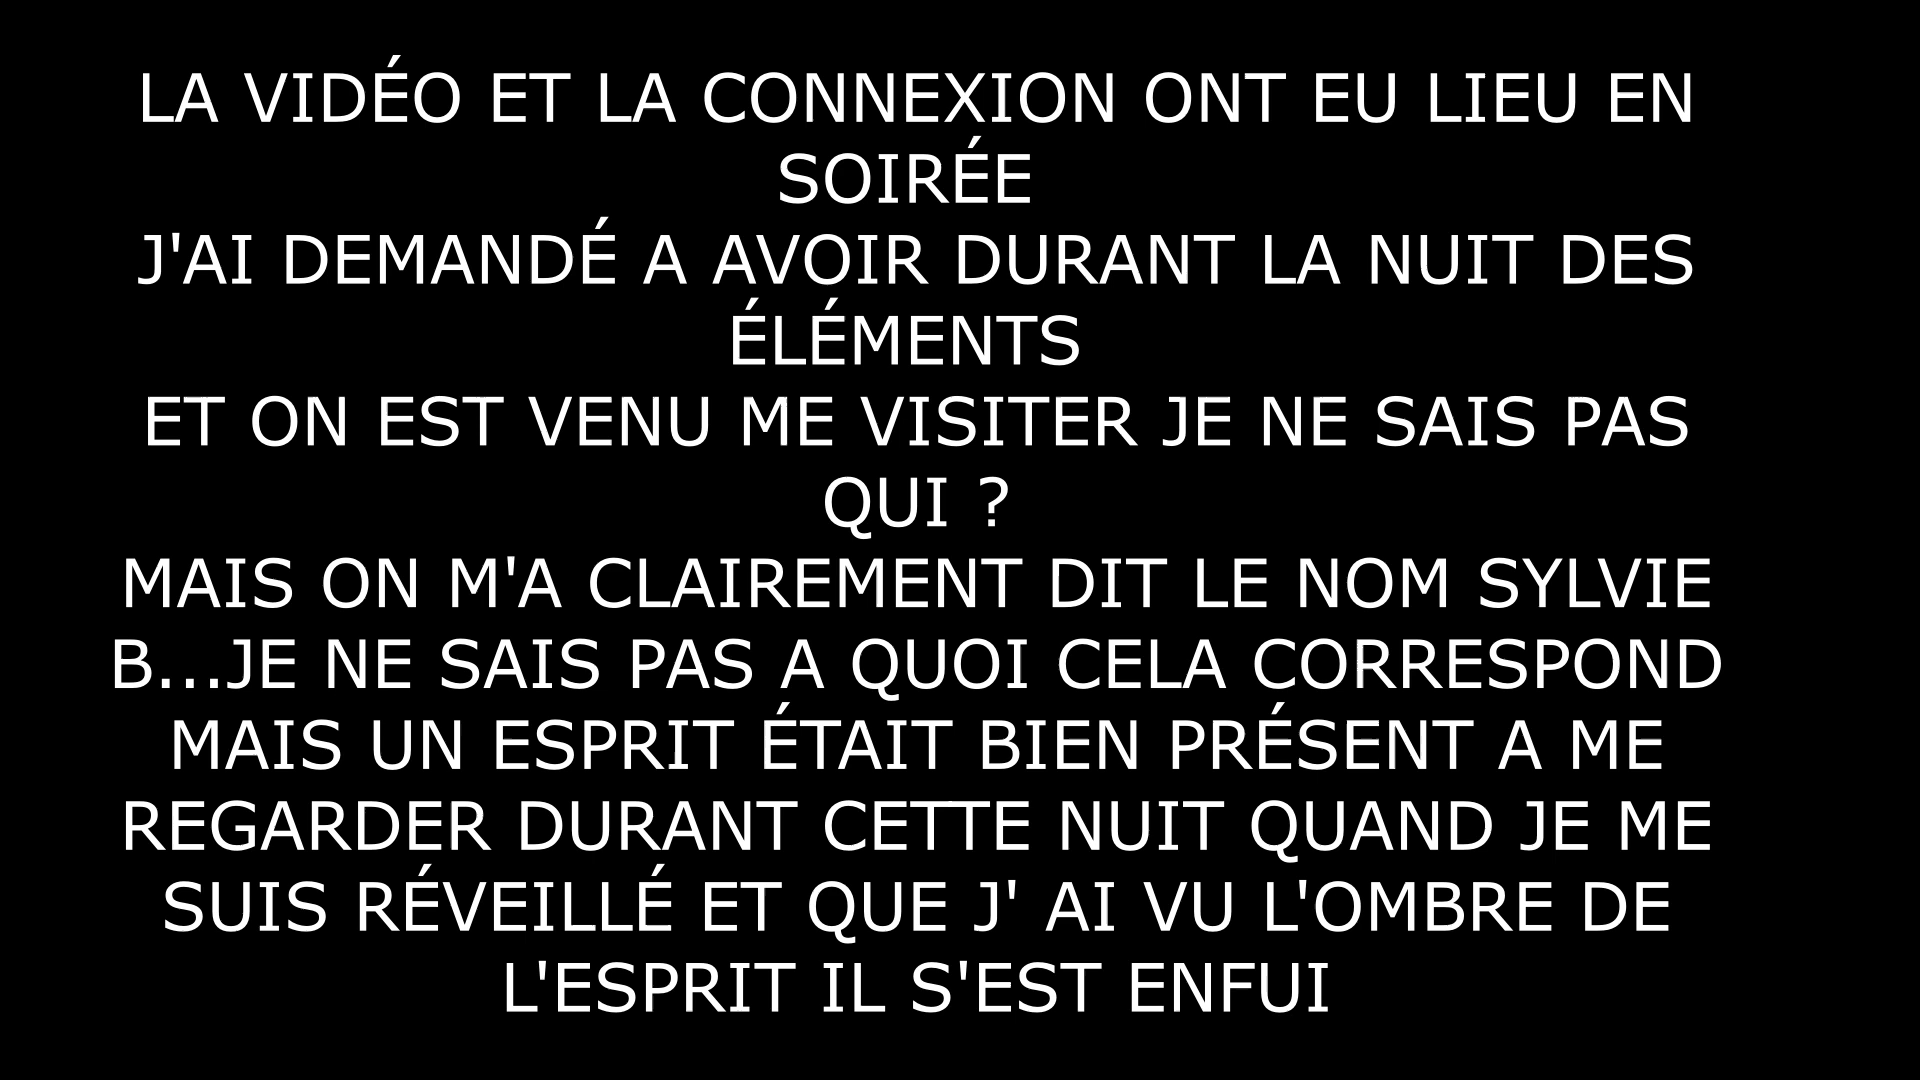 LA VIDÉO ET LA CONNEXION ONT EU LIEU EN
SOIRÉE
J'AI DEMANDÉ A AVOIR DURANT LA NUIT DES
ÉLÉMENTS
ET ON EST VENU ME VISITER JE NE SAIS PAS
QUI ?
MAIS ON M'A CLAIREMENT DIT LE NOM SYLVIE
B...JE NE SAIS PAS A QUOI CELA CORRESPOND
MAIS UN ESPRIT ÉTAIT BIEN PRÉSENT A ME
REGARDER DURANT CETTE NUIT QUAND JE ME
SUIS RÉVEILLÉ ET QUE J' AI VU L'OMBRE DE
L'ESPRIT IL S'EST ENFUI